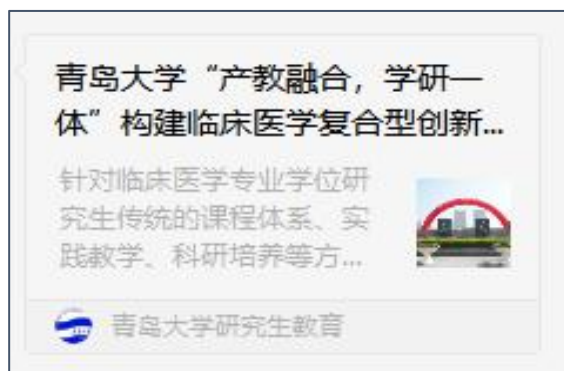 青岛大学“产教融合，学研一
体”构建临床医学复合型创新...
针对临床医学专业学位研
究生传统的课程体系、实
践教学、科研培养等方...
青岛大学研究生教育